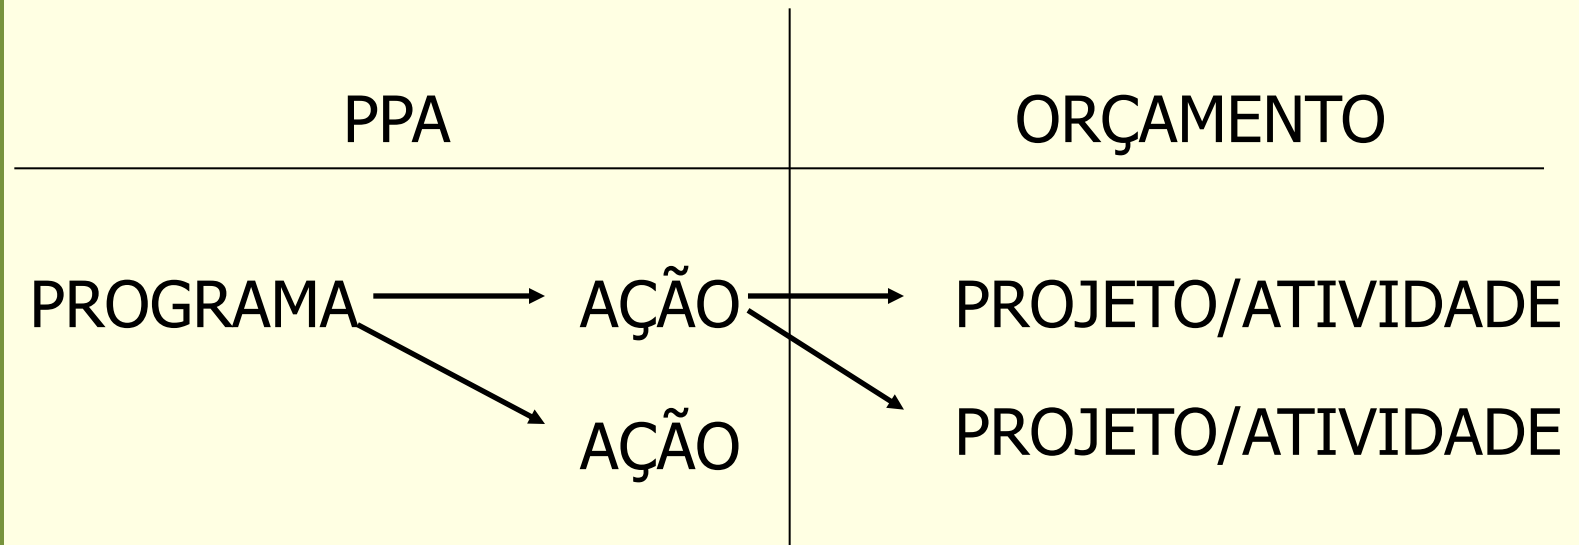 PPA
ORÇAMENTO
PROGRAMA
AÇÃO
PROJETO/ATIVIDADE
AÇÃO
PROJETO/ATIVIDADE